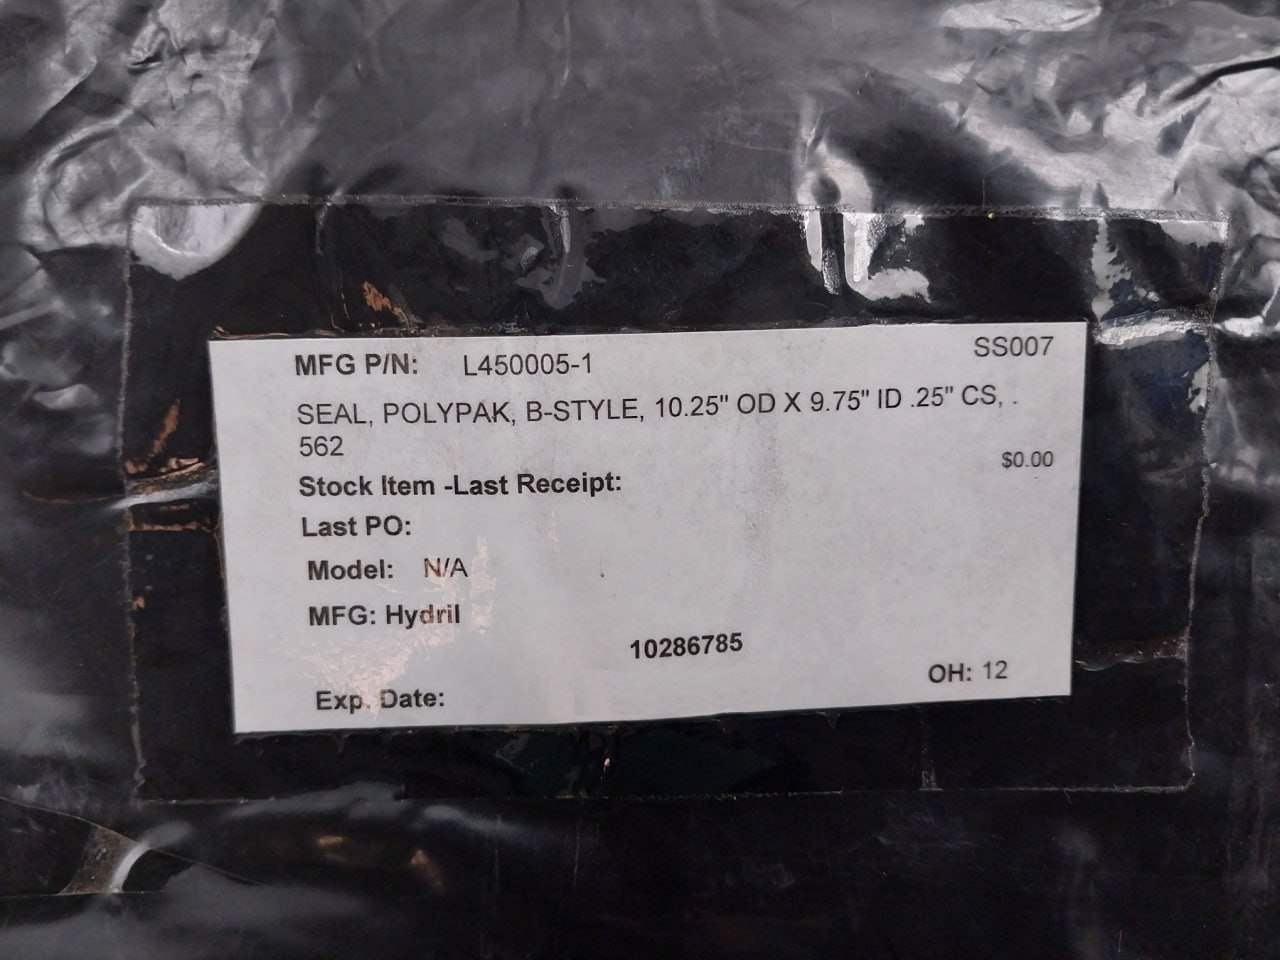 MFG P/N: L450005-1 SS007
SEAL, POLYPAK, B-STYLE, 10.25" OD X 9.75" ID .25" CS, .
562
$0.00
Stock Item -Last Receipt:
Last PO:
Model: N/A
MFG: Hydril
10286785
OH: 12
Exp. Date: